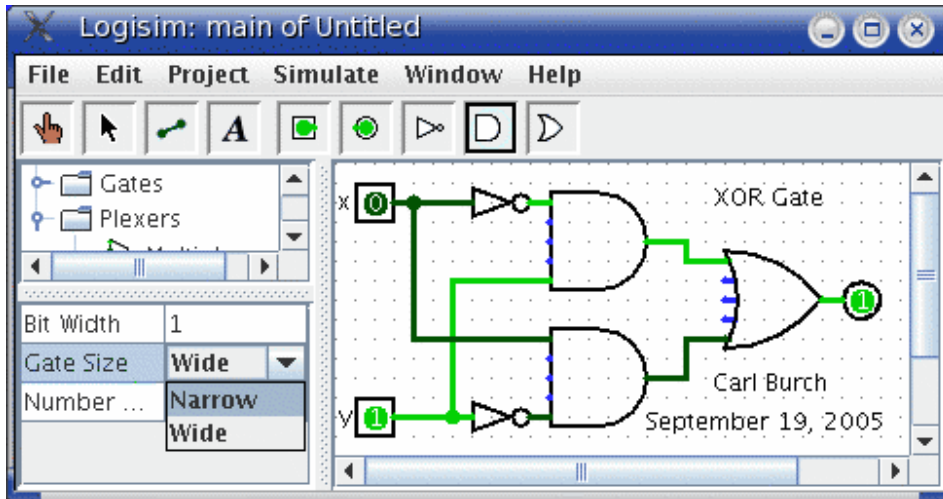 Logisim: main of Untitled
File Edit Project Simulate Window Help
A
Gates
Plexers
x 0
XOR Gate
1
Bit Width 1
Gate Size Wide
Number ... Narrow
Wide
y 1
Carl Burch
September 19, 2005